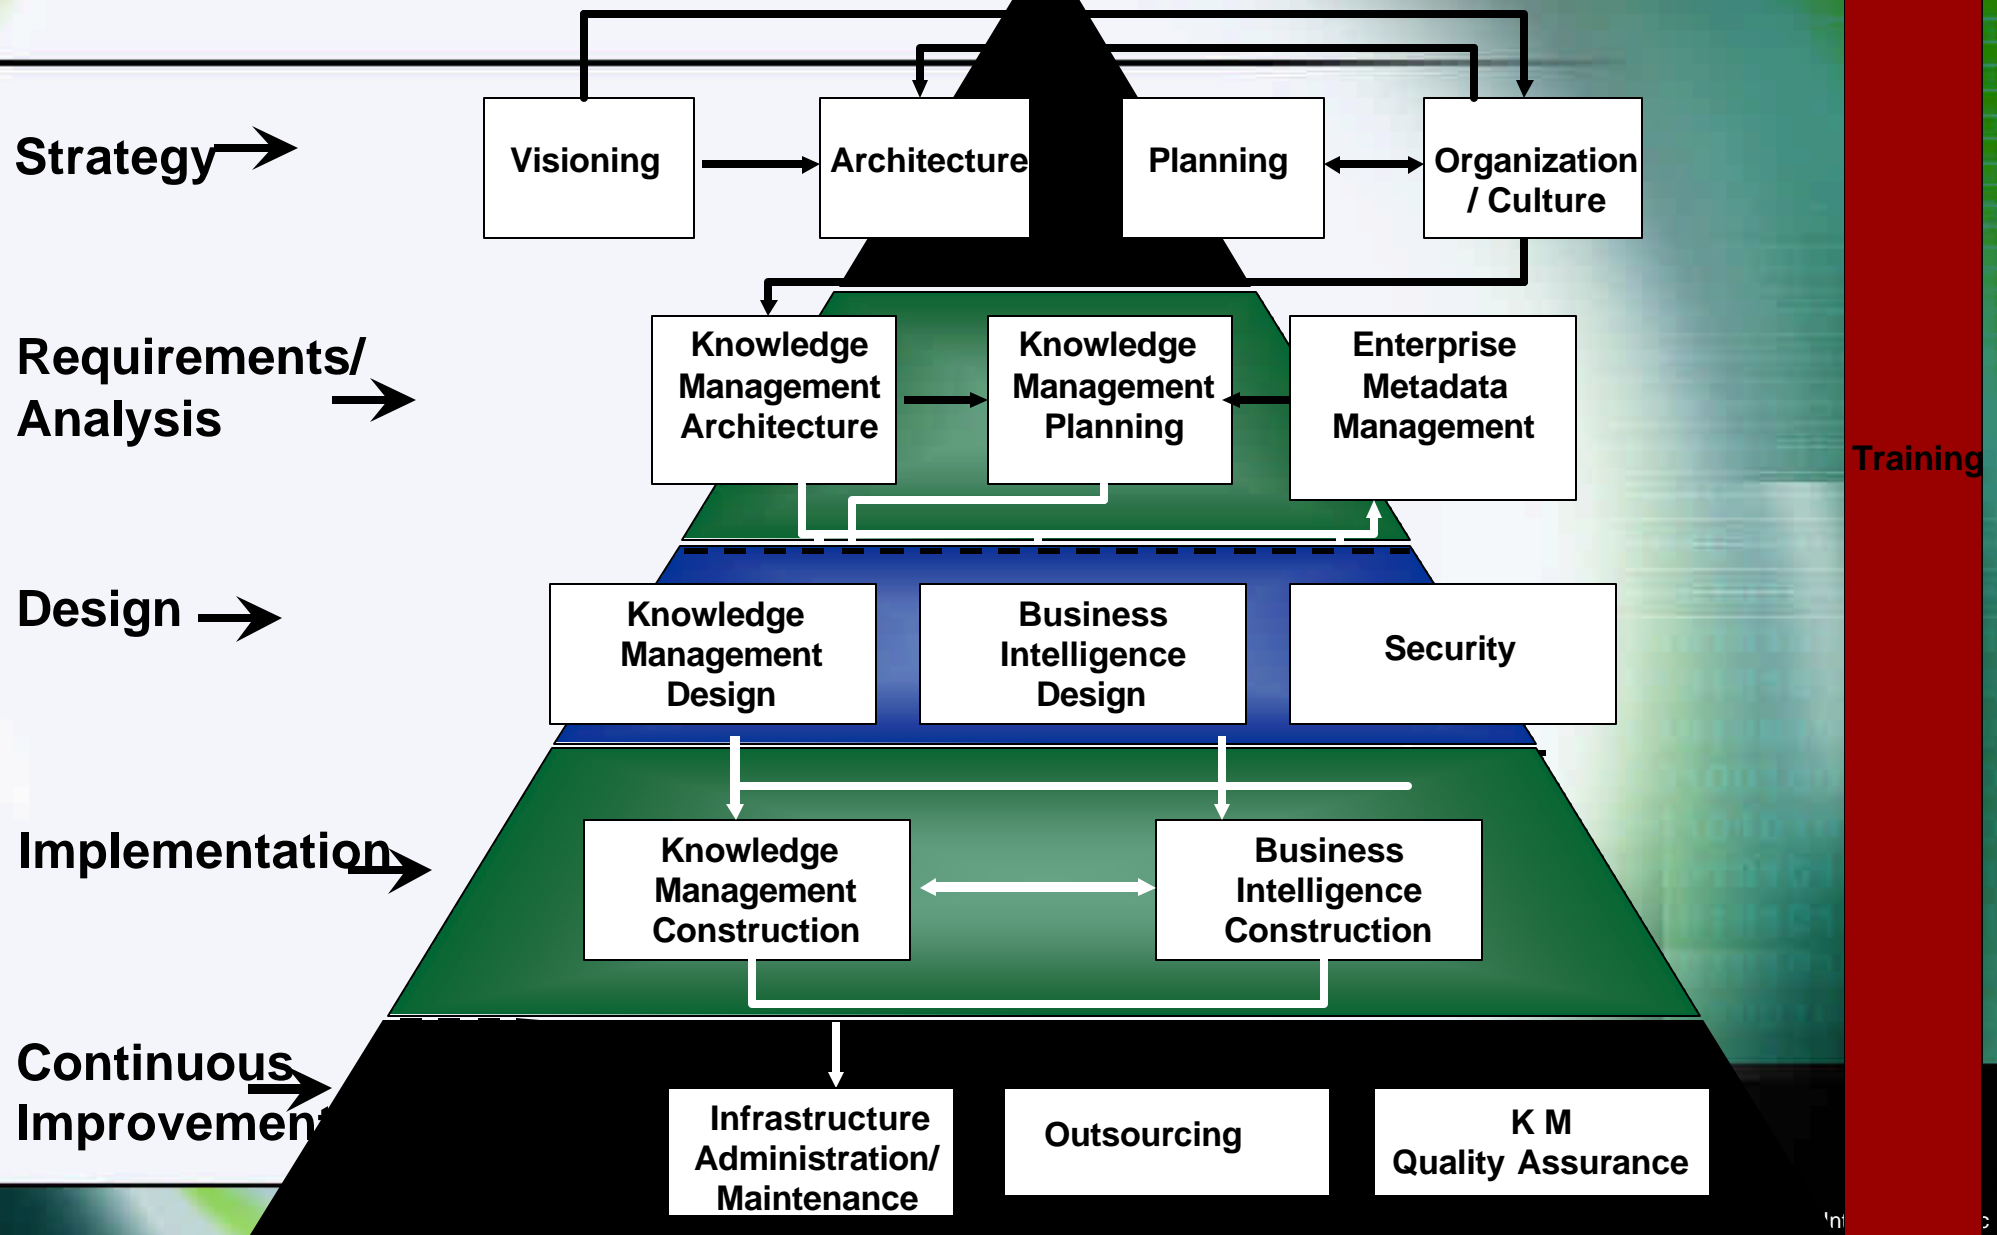 Strategy
Visioning
Architecture
Planning
Organization
/ Culture
Requirements/
Analysis
Knowledge
Management
Architecture
Knowledge
Management
Planning
Enterprise
Metadata
Management
Training
Design
Knowledge
Management
Design
Business
Intelligence
Design
Security
Implementation
Knowledge
Management
Construction
Business
Intelligence
Construction
Continuous
Improvement
Infrastructure
Administration/
Maintenance
Outsourcing
K M
Quality Assurance